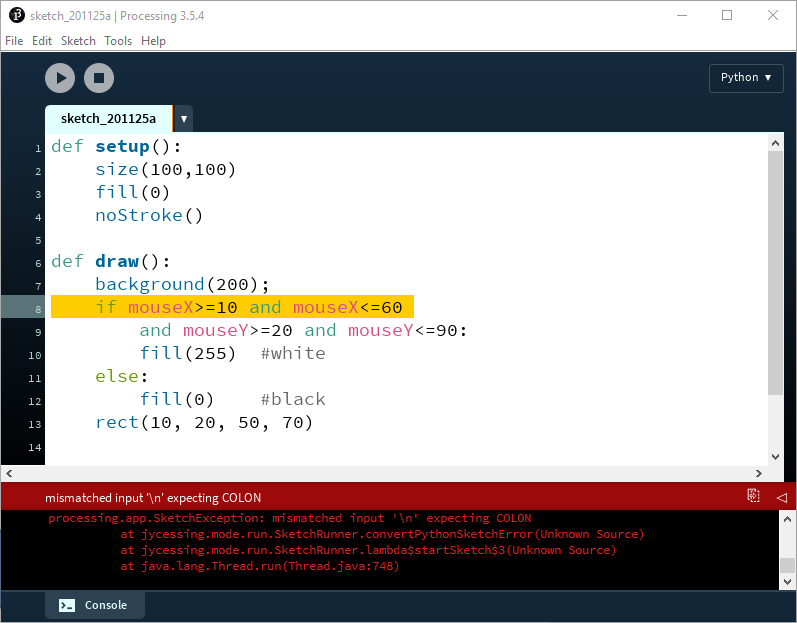 sketch_201125a | Processing 3.5.4
File Edit Sketch Tools Help
Python ▼
sketch_201125a ▼
1 def setup():
2     size(100,100)
3     fill(0)
4     noStroke()
5
6 def draw():
7     background(200);
8     if mouseX>=10 and mouseX<=60
9         and mouseY>=20 and mouseY<=90:
10         fill(255)  #white
11     else:
12         fill(0)    #black
13     rect(10, 20, 50, 70)
14
mismatched input '\n' expecting COLON
processing.app.SketchException: mismatched input '\n' expecting COLON
at jycessing.mode.run.SketchRunner.convertPythonSketchError(Unknown Source)
at jycessing.mode.run.SketchRunner.lambda$startSketch$3(Unknown Source)
at java.lang.Thread.run(Thread.java:748)
Console